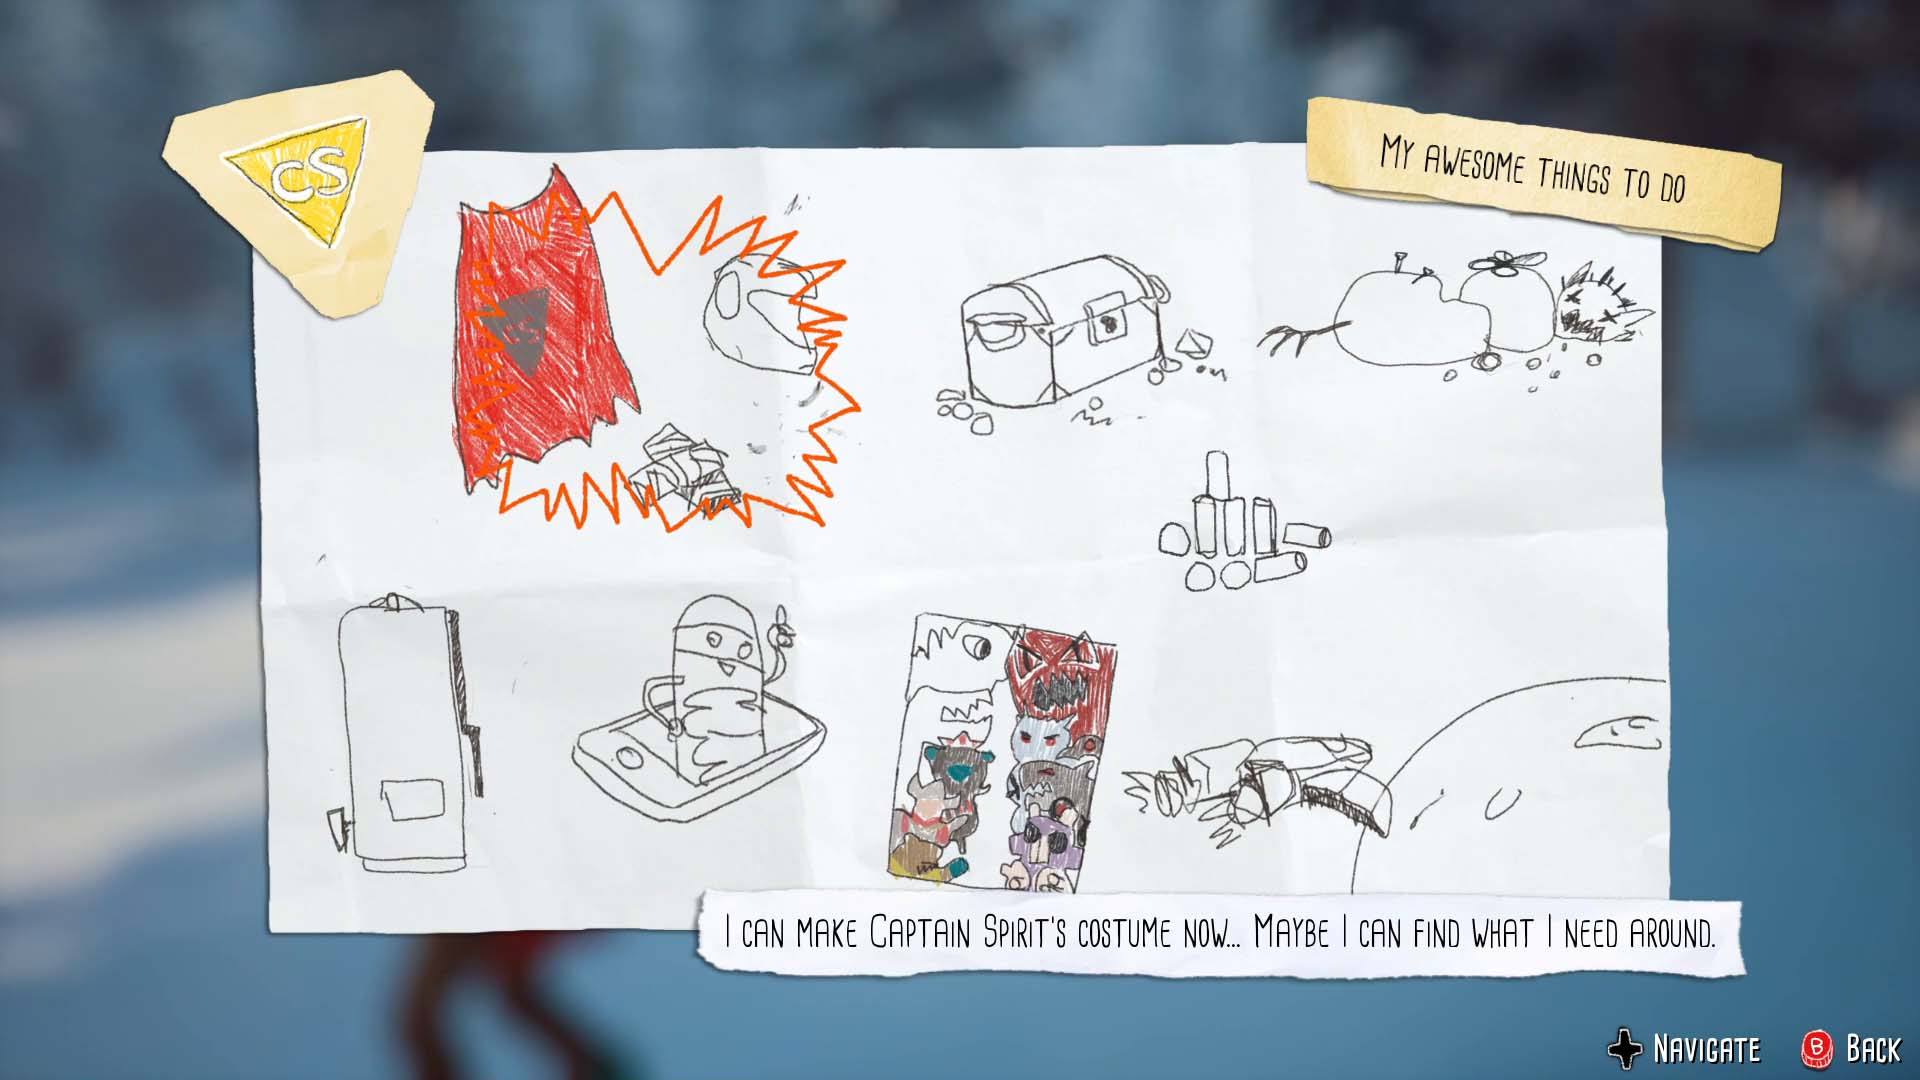 CS
My awesome things to do
CS
I can make Captain Spirit's costume now... Maybe I can find what I need around.
Navigate
B Back